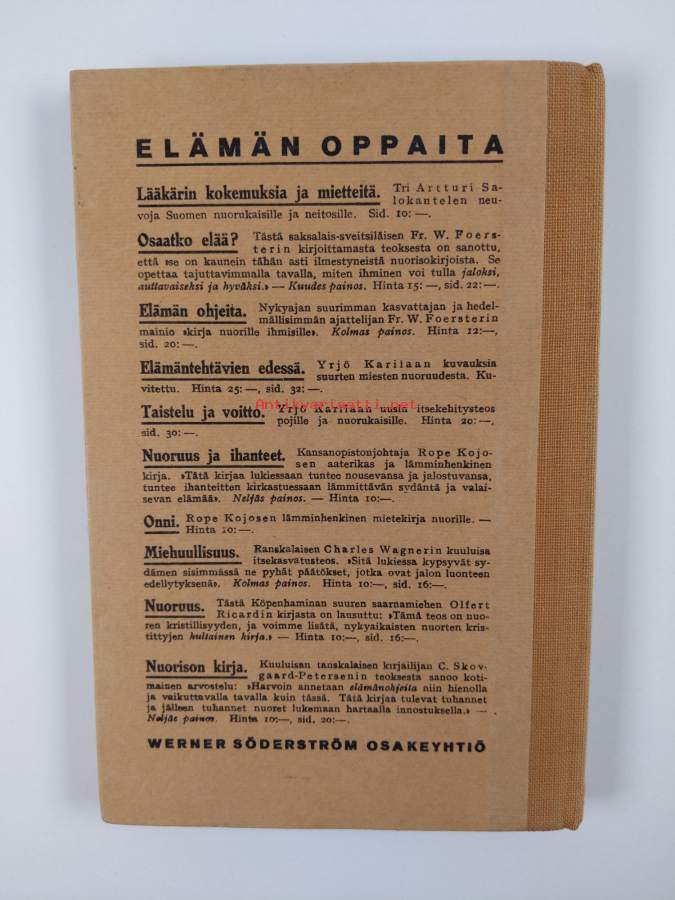 ELÄMÄN OPPAITA
Lääkärin kokemuksia ja mietteitä. Tri Artturi Sa-
lokantelen neu-
voja Suomen nuorukaisille ja neitosille. Sid. 10: —.
Osaatko elää? Tästä saksalais-sveitsiläisen Fr. W. Foers-
terin kirjoittamasta teoksesta on sanottu,
että »se on kaunein tähän asti ilmestyneistä nuorisokirjoista. Se
opettaa tajuttavimmalla tavalla, miten ihminen voi tulla jaloksi,
auttavaiseksi ja hyväksi.» — Kuudes painos. Hinta 15: —, sid. 22: —.
Elämän ohjeita. Nykyajan suurimman kasvattajan ja hedel-
mällisimmän ajattelijan Fr. W. Foersterin
mainio »kirja nuorille ihmisille». Kolmas painos. Hinta 12:—,
sid. 20: —.
Elämäntehtävien edessä. Yrjö Karilaan kuvauksia
suurten miesten nuoruudesta. Ku-
vitettu. Hinta 25: —, sid. 32: —.
Taistelu ja voitto. Yrjö Karilaan uusia itsekehitysteos
pojille ja nuorukaisille. Hinta 20: —,
sid. 30: —.
Antikvariaatti.net
Nuoruus ja ihanteet. Kansanopistonjohtaja Rope Kojo-
sen aaterikas ja lämminhenkinen
kirja. »Tätä kirjaa lukiessaan tuntee nousevansa ja jalostuvansa,
tuntee ihanteitten kirkastuessaan lämmittävän sydäntä ja valai-
sevan elämää». Neljäs painos. — Hinta 10:—.
Onni. Rope Kojosen lämminhenkinen mietekirja nuorille. —
Hinta 10: —.
Miehuullisuus. Ranskalaisen Charles Wagnerin kuuluisa
itsekasvatusteos. »Sitä lukiessa kypsyvät sy-
dämen sisimmässä ne pyhät päätökset, jotka ovat jalon luonteen
edellytyksenä». Kolmas painos. Hinta 10:—, sid. 16:—.
Nuoruus. Tästä Köpenhaminan suuren saarnamiehen Olfert
Ricardin kirjasta on lausuttu: »Tämä teos on nuo-
ren kristillisyyden, ja voimme lisätä, nykyaikaisten nuorten kris-
tittyjen kultainen kirja.» — Hinta 10:—, sid. 16:—.
Nuorison kirja. Kuuluisan tanskalaisen kirjailijan C. Skov-
gaard-Petersenin teoksesta sanoo koti-
mainen arvostelu: »Harvoin annetaan elämänohjeita niin hienolla
ja vaikuttavalla tavalla kuin tässä. Tätä kirjaa tulevat tuhannet
ja jälleen tuhannet nuoret lukemaan hartaalla innostuksella.» —
Neljäs painos. Hinta 10:—, sid. 20:—.
WERNER SÖDERSTRÖM OSAKEYHTIÖ